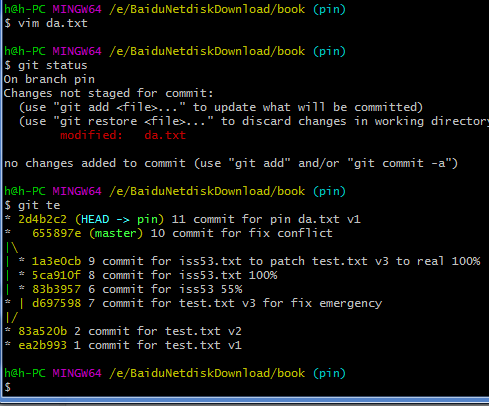 h@h-PC MINGW64 /e/BaiduNetdiskDownload/book (pin)
$ vim da.txt
h@h-PC MINGW64 /e/BaiduNetdiskDownload/book (pin)
$ git status
On branch pin
Changes not staged for commit:
  (use "git add <file>..." to update what will be committed)
  (use "git restore <file>..." to discard changes in working directory
        modified:   da.txt
no changes added to commit (use "git add" and/or "git commit -a")
h@h-PC MINGW64 /e/BaiduNetdiskDownload/book (pin)
$ git te
* 2d4b2c2 (HEAD -> pin) 11 commit for pin da.txt v1
*   655897e (master) 10 commit for fix conflict
|\
| * 1a3e0cb 9 commit for iss53.txt to patch test.txt v3 to real 100%
| * 5ca910f 8 commit for iss53.txt 100%
| * 83b3957 6 commit for iss53 55%
* | d697598 7 commit for test.txt v3 for fix emergency
|/
* 83a520b 2 commit for test.txt v2
* ea2b993 1 commit for test.txt v1
h@h-PC MINGW64 /e/BaiduNetdiskDownload/book (pin)
$